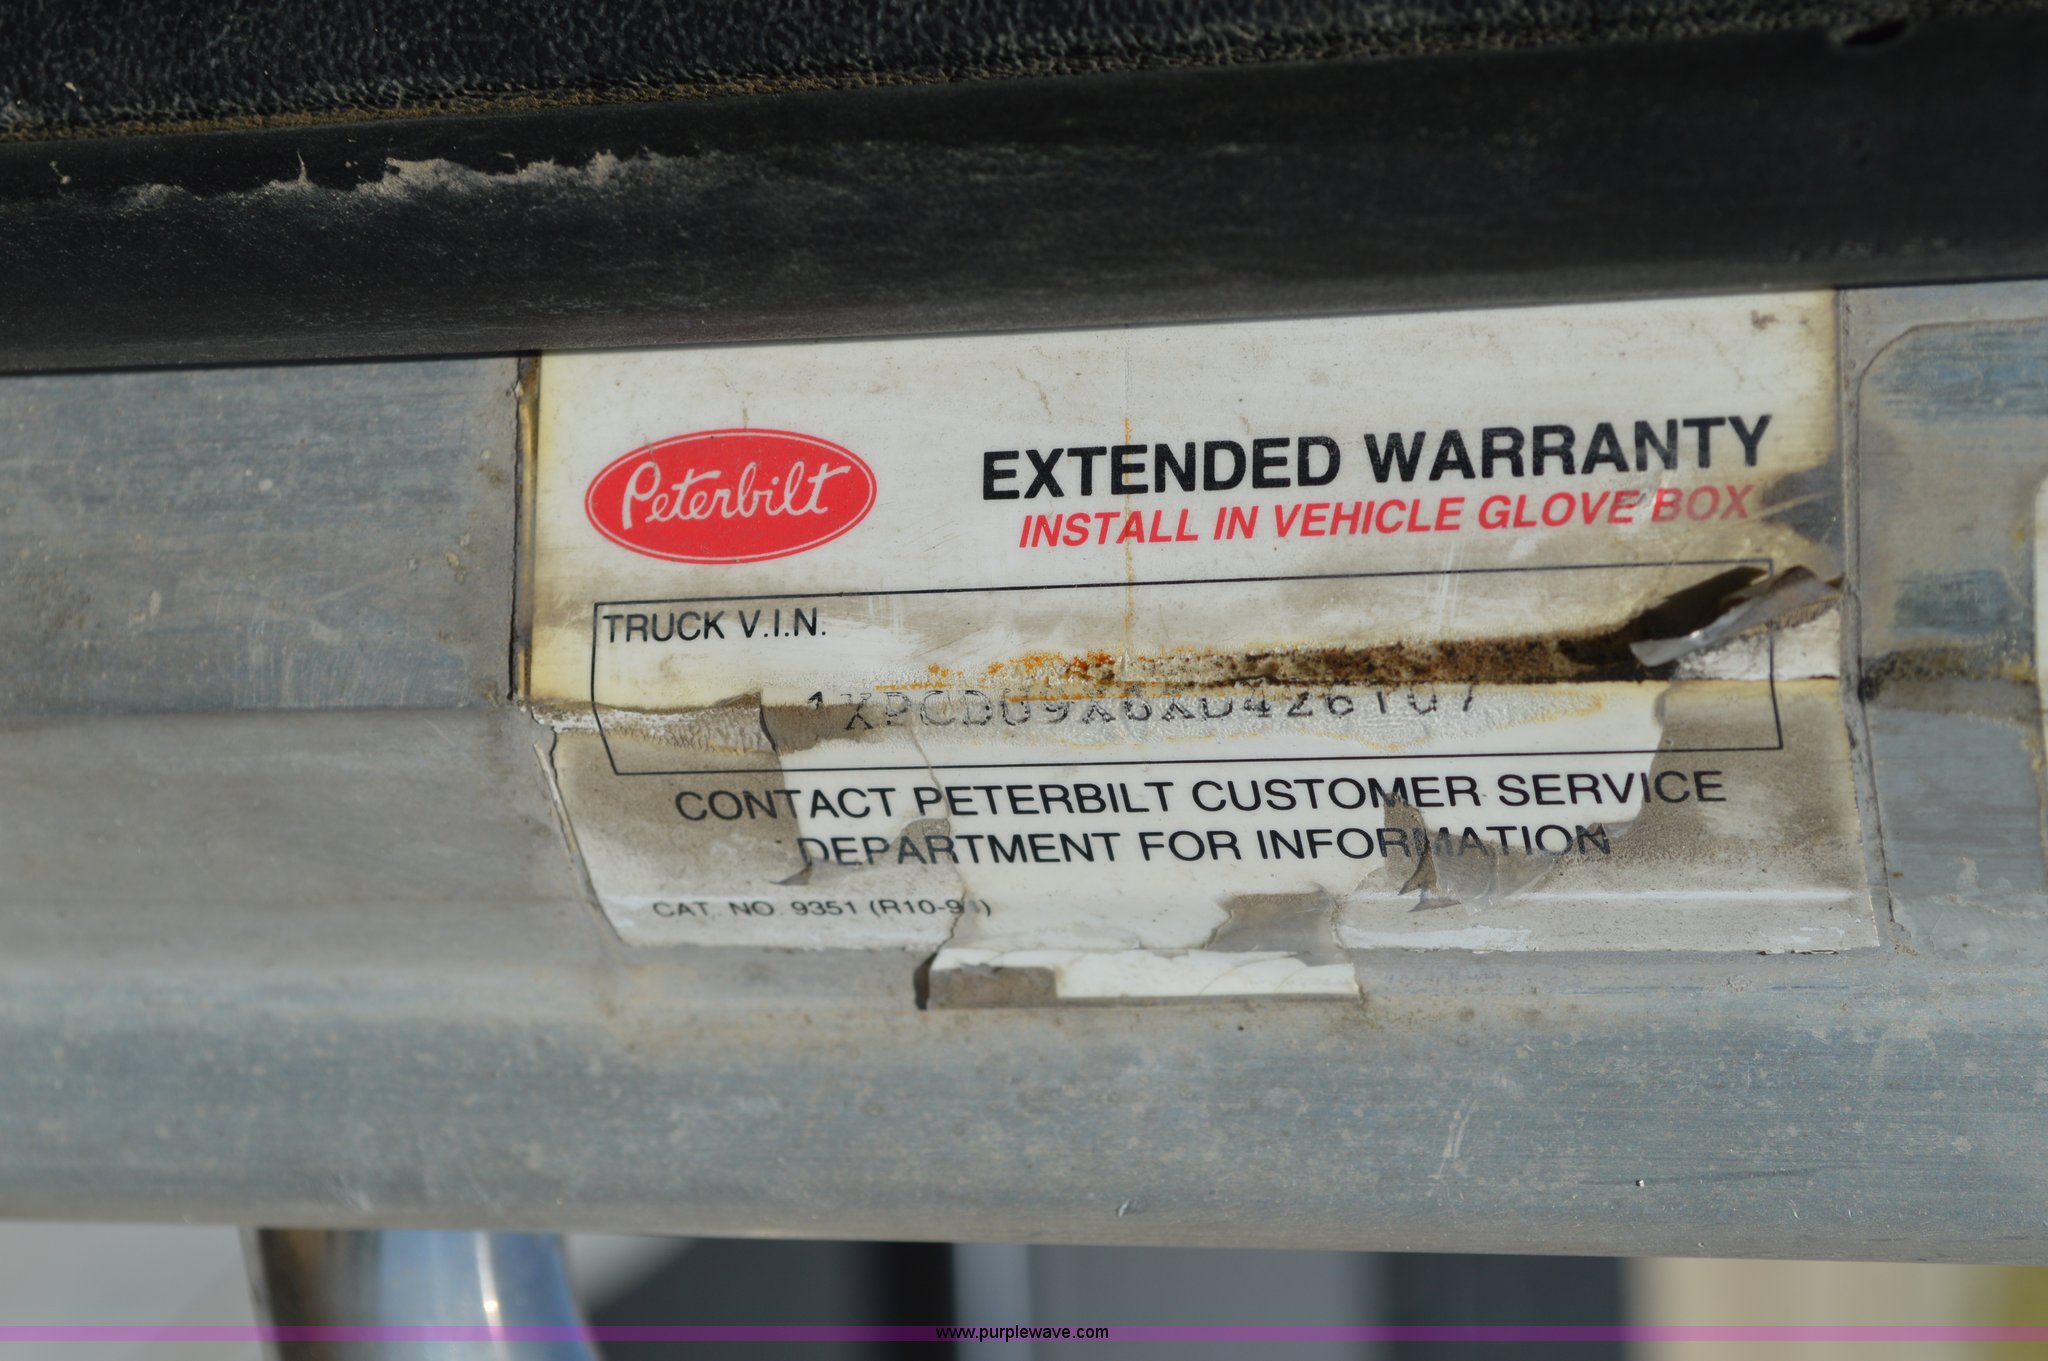 Peterbilt
EXTENDED WARRANTY
INSTALL IN VEHICLE GLOVE BOX
TRUCK V.I.N.
CONTACT PETERBILT CUSTOMER SERVICE
DEPARTMENT FOR INFORMATION
CAT. NO. 9351
www.purplewave.com